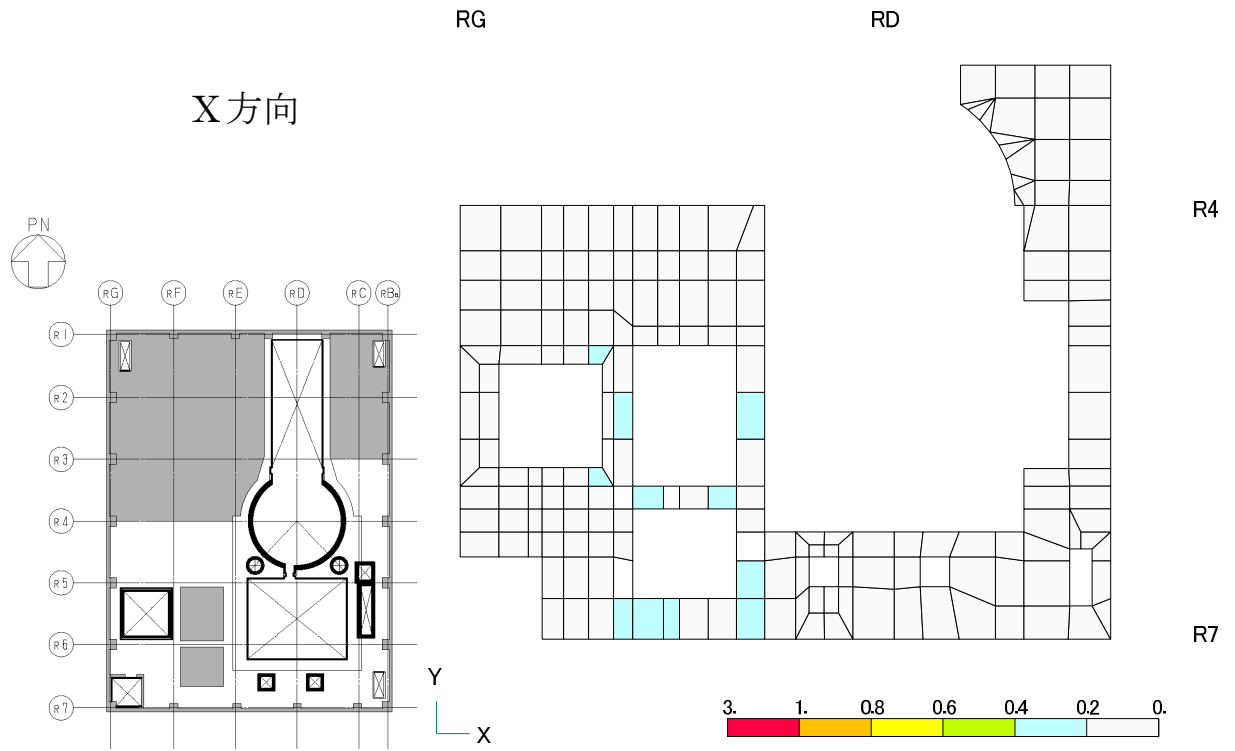 RG RD
X方向
R4
PN
RG RF RE RD RC RBa
R1
R2
R3
R4
R5
R6
R7
R7
Y
X
3. 1. 0.8 0.6 0.4 0.2 0.